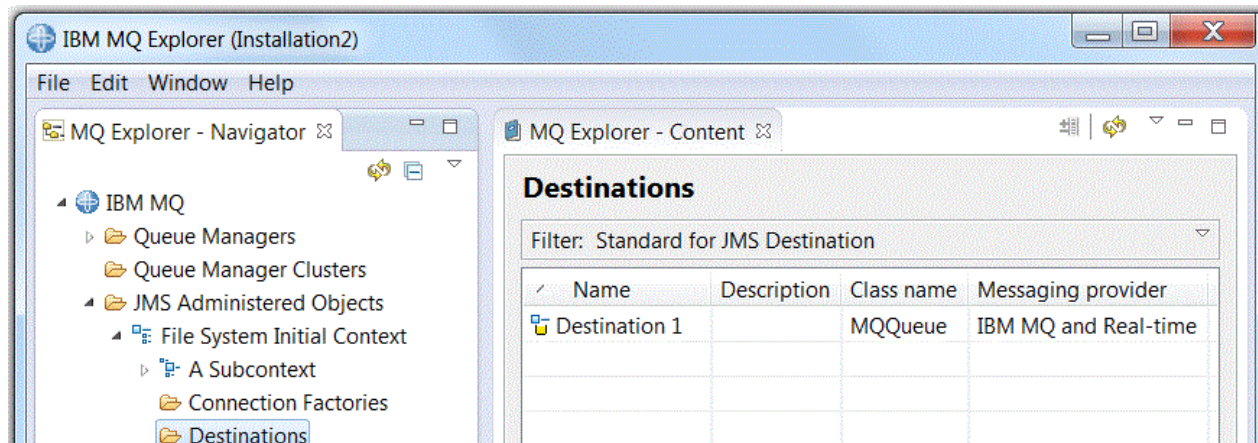 IBM MQ Explorer (Installation2)
File Edit Window Help
MQ Explorer - Navigator
IBM MQ
Queue Managers
Queue Manager Clusters
JMS Administered Objects
File System Initial Context
A Subcontext
Connection Factories
Destinations
MQ Explorer - Content
Destinations
Filter: Standard for JMS Destination
Name Description Class name Messaging provider
Destination 1 MQQueue IBM MQ and Real-time